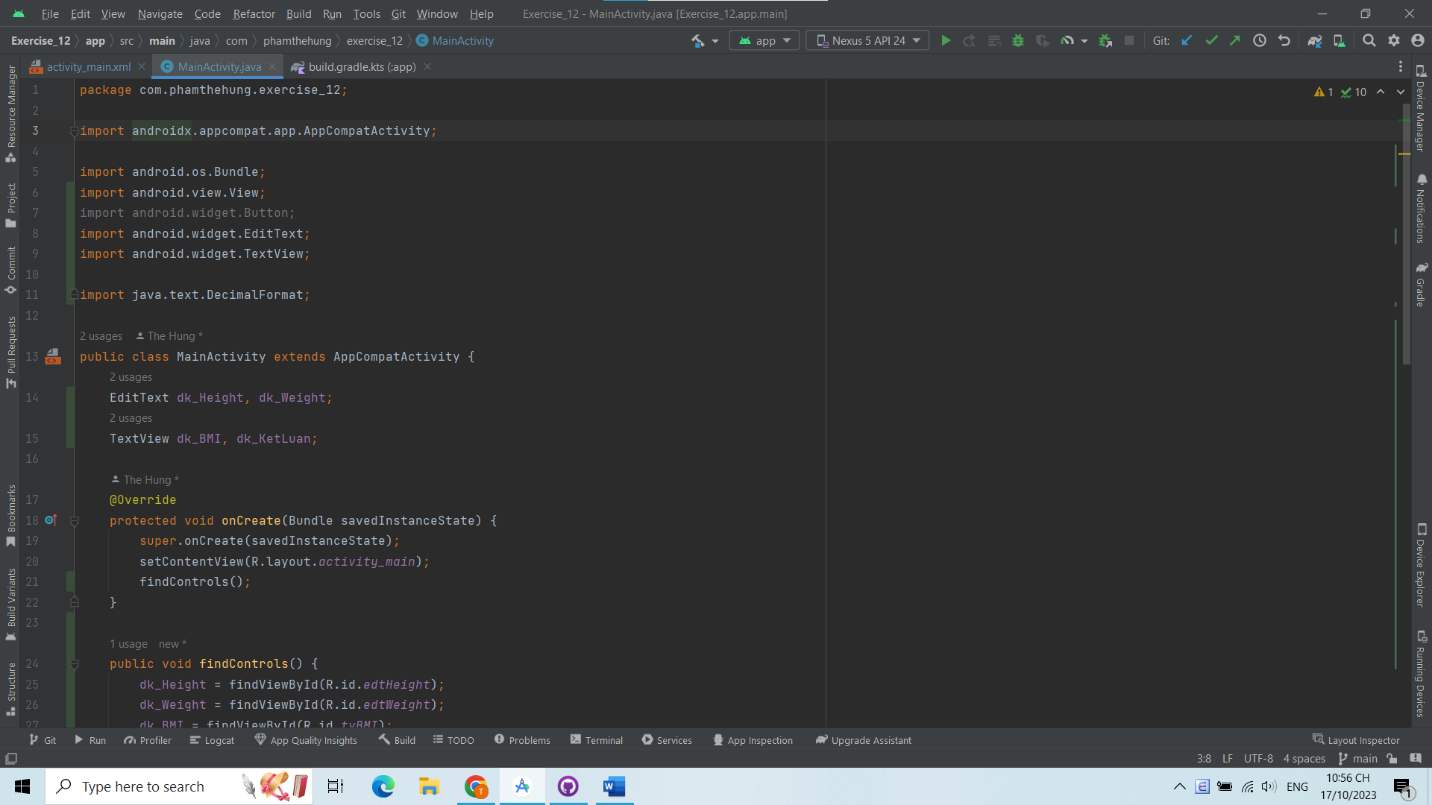 File Edit View Navigate Code Refactor Build Run Tools Git Window Help Exercise_12 - MainActivity.java [Exercise_12.app.main]
Exercise_12 app src main java com phamthehung exercise_12 MainActivity app Nexus 5 API 24 Git:
activity_main.xml MainActivity.java build.gradle.kts (:app)
1 package com.phamthehung.exercise_12; 1 10
2
3 import androidx.appcompat.app.AppCompatActivity;
4
5 import android.os.Bundle;
6 import android.view.View;
7 import android.widget.Button;
8 import android.widget.EditText;
9 import android.widget.TextView;
10
11 import java.text.DecimalFormat;
12
2 usages The Hung *
13 public class MainActivity extends AppCompatActivity {
2 usages
14 EditText dk_Height, dk_Weight;
2 usages
15 TextView dk_BMI, dk_KetLuan;
16
The Hung *
17 @Override
18 protected void onCreate(Bundle savedInstanceState) {
19 super.onCreate(savedInstanceState);
20 setContentView(R.layout.activity_main);
21 findControls();
22 }
23
1 usage new *
24 public void findControls() {
25 dk_Height = findViewById(R.id.edtHeight);
26 dk_Weight = findViewById(R.id.edtWeight);
27 dk_BMI = findViewById(R.id.tvBMI);
Resource Manager
Project
Commit
Pull Requests
Bookmarks
Build Variants
Structure
Device Manager
Notifications
Gradle
Device Explorer
Running Devices
Git Run Profiler Logcat App Quality Insights Build TODO Problems Terminal Services App Inspection Upgrade Assistant Layout Inspector
3:8 LF UTF-8 4 spaces main
Type here to search T W ENG 10:56 CH
17/10/2023 1